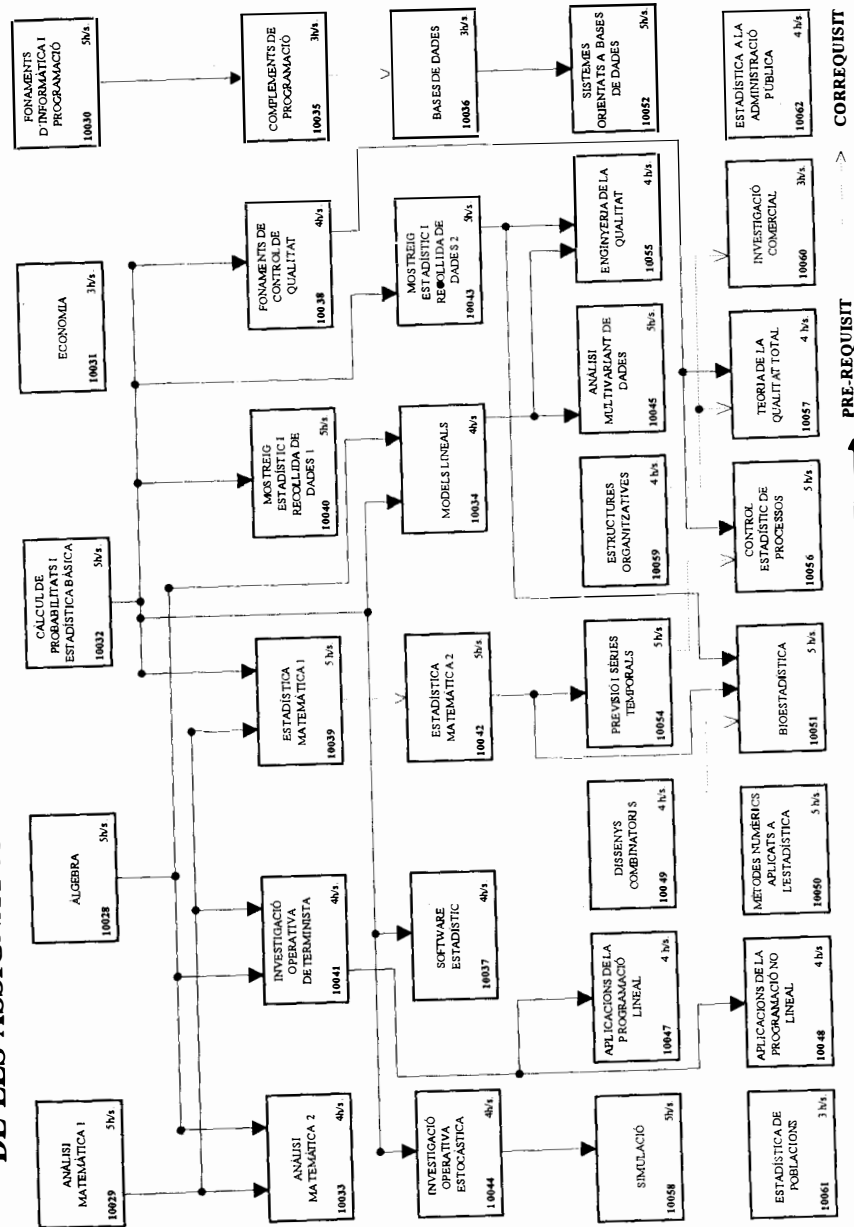 DE LES ASSIGNATU
ANÀLISI
MATEMÀTICA 1
10029 5h/s.
ÀLGEBRA
10028 5h/s
CÀLCUL DE
PROBABILITATS I
ESTADÍSTICA BÀSICA
10032 5h/s.
ECONOMIA
10031 3h/s.
FONAMENTS
D'INFORMÀTICA I
PROGRAMACIÓ
10030 5h/s.
ANÀLISI
MATEMÀTICA 2
10033 4h/s.
INVESTIGACIÓ
OPERATIVA
DETERMINISTA
10041 4h/s.
ESTADÍSTICA
MATEMÀTICA 1
10039 5 h/s
MOSTREIG
ESTADÍSTIC I
RECOLLIDA DE
DADES 1
10040 5h/s.
FONAMENTS DE
CONTROL DE
QUALITAT
10038 4h/s.
COMPLEMENTS DE
PROGRAMACIÓ
10035 3h/s.
INVESTIGACIÓ
OPERATIVA
ESTOCÀSTICA
10044 4h/s.
SOFTWARE
ESTADÍSTIC
10037 4h/s.
ESTADÍSTICA
MATEMÀTICA 2
10042 5h/s.
MODELS LINEALS
10034 4h/s
MOSTREIG
ESTADÍSTIC I
RECOLLIDA DE
DADES 2
10043 5h/s
BASES DE DADES
10036 3h/s.
SIMULACIÓ
10058 5h/s
APLICACIONS DE LA
PROGRAMACIÓ
LINEAL
10047 4 h/s
DISSENYS
COMBINATORIS
10049 4 h/s
PREVISIÓ I SÈRIES
TEMPORALS
10054 5 h/s
ESTRUCTURES
ORGANITZATIVES
10059 4 h/s
ANÀLISI
MULTIVARIANT DE
DADES
10045 5h/s
ENGINYERIA DE LA
QUALITAT
10055 4 h/s
SISTEMES
ORIENTATS A BASES
DE DADES
10052 5h/s
ESTADÍSTICA DE
POBLACIONS
10061 3 h/s
APLICACIONS DE LA
PROGRAMACIÓ NO
LINEAL
10048 4 h/s
MÈTODES NUMÈRICS
APLICATS A
L'ESTADÍSTICA
10050 5 h/s
BIOESTADÍSTICA
10051 5 h/s
CONTROL
ESTADÍSTIC DE
PROCESSOS
10056 5 h/s
TEORIA DE LA
QUALITAT TOTAL
10057 4 h/s
INVESTIGACIÓ
COMERCIAL
10060 3h/s
ESTADÍSTICA A LA
ADMINISTRACIÓ
PUBLICA
10062 4 h/s
PRE-REQUISIT
CORREQUISIT